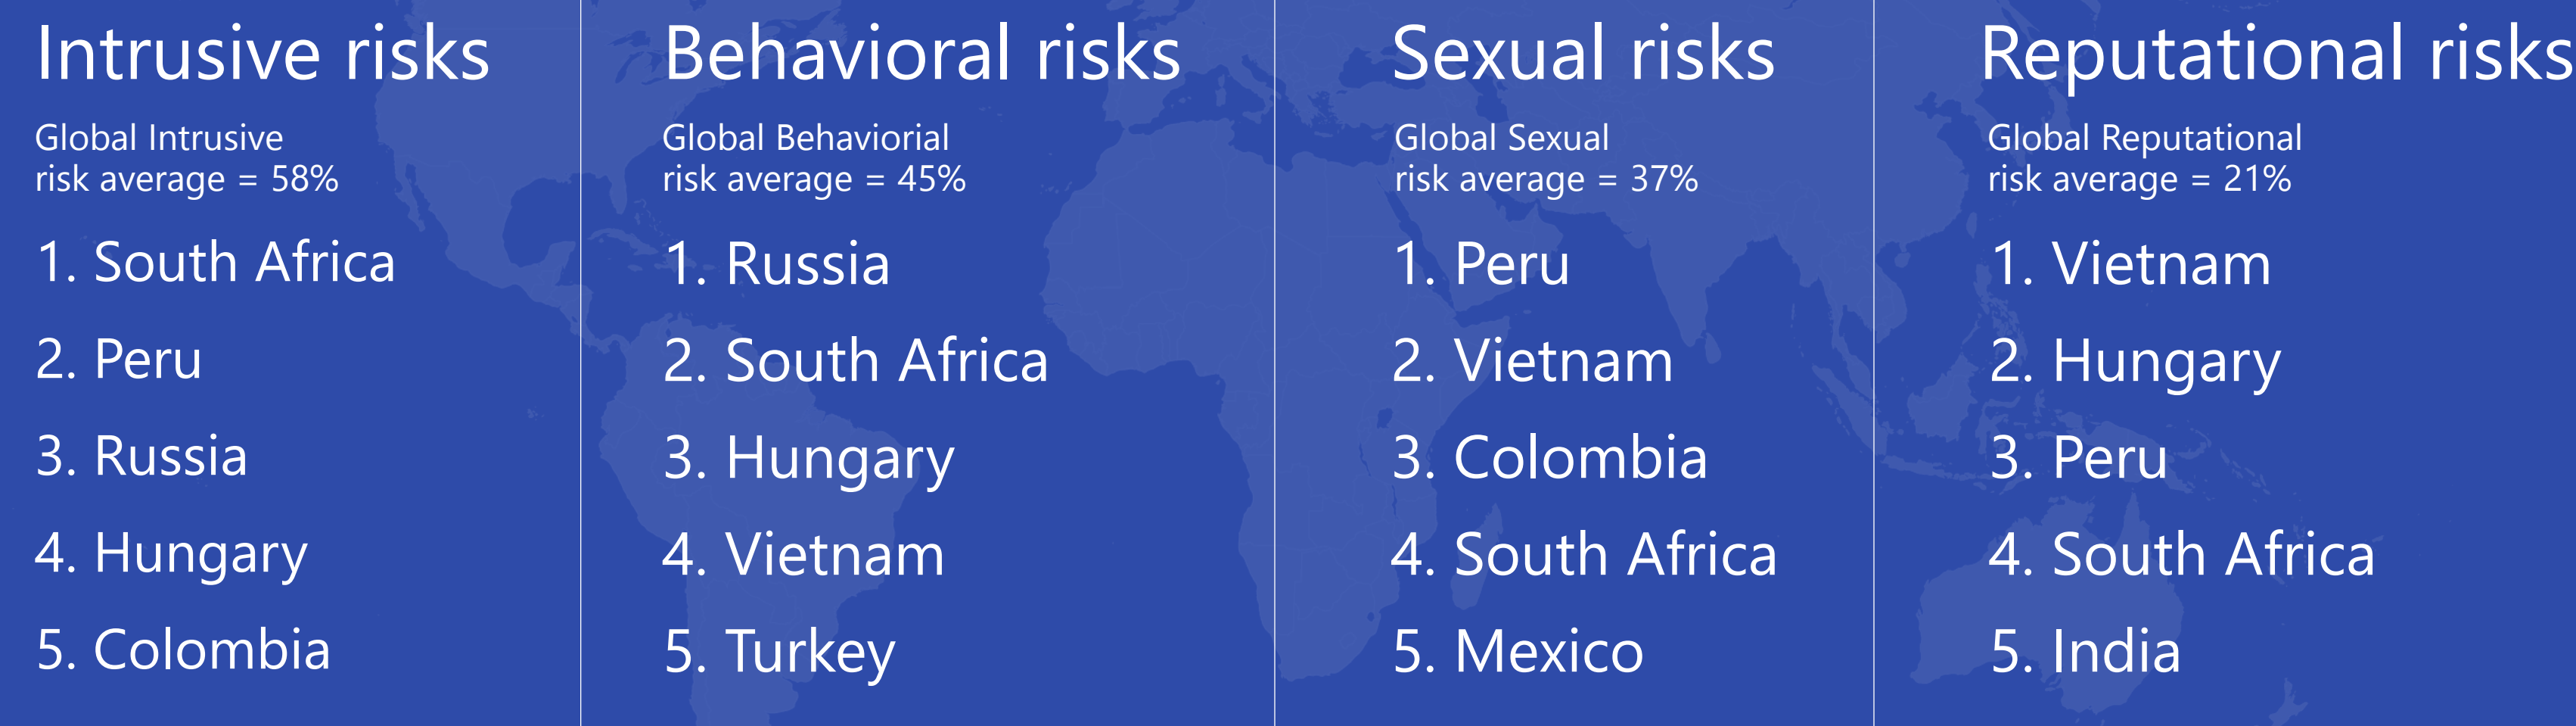 Intrusive risks
Global Intrusive
risk average = 58%
1. South Africa
2. Peru
3. Russia
4. Hungary
5. Colombia
Behavioral risks
Global Behaviorial
risk average = 45%
1. Russia
2. South Africa
3. Hungary
4. Vietnam
5. Turkey
Sexual risks
Global Sexual
risk average = 37%
1. Peru
2. Vietnam
3. Colombia
4. South Africa
5. Mexico
Reputational risks
Global Reputational
risk average = 21%
1. Vietnam
2. Hungary
3. Peru
4. South Africa
5. India